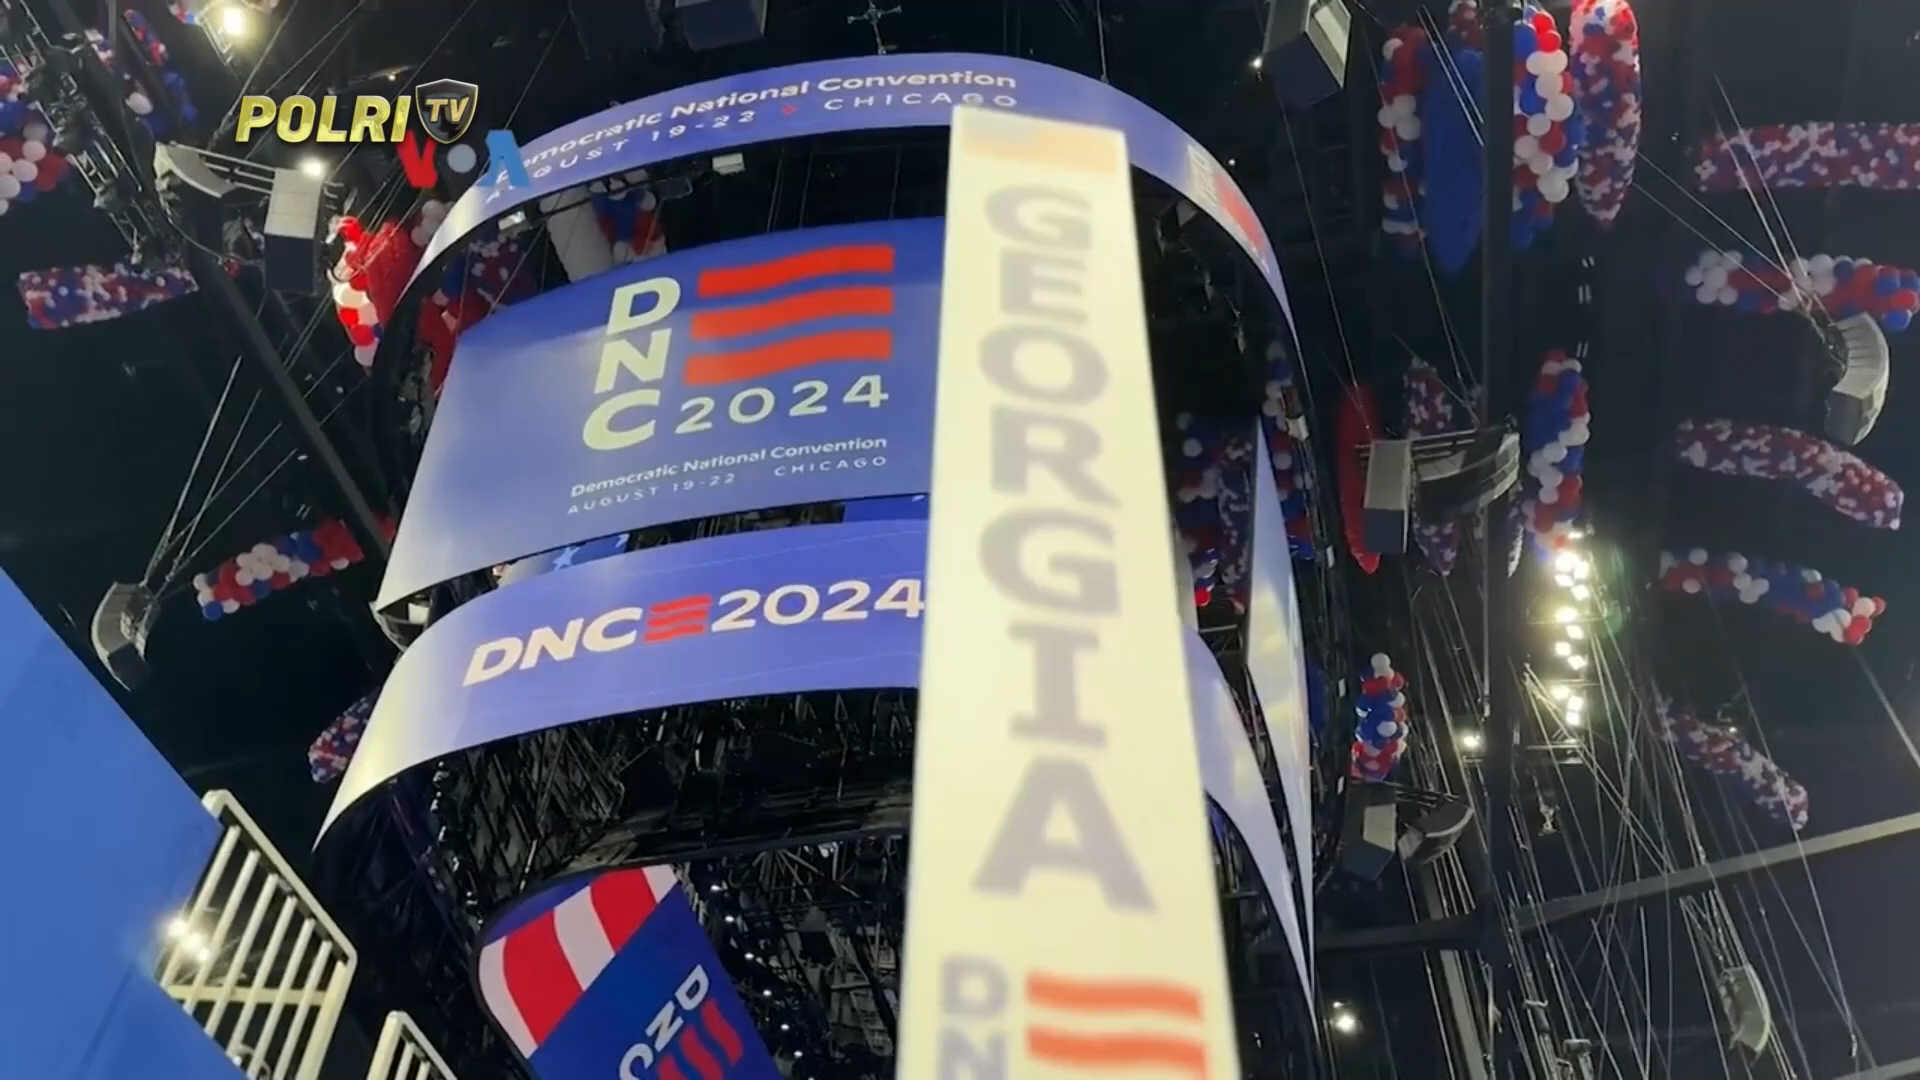 POLRI TV
VOA
Democratic National Convention
AUGUST 19-22 CHICAGO
DNC 2024
Democratic National Convention
AUGUST 19-22 CHICAGO
DNC 2024
GEORGIA
DN
DNC